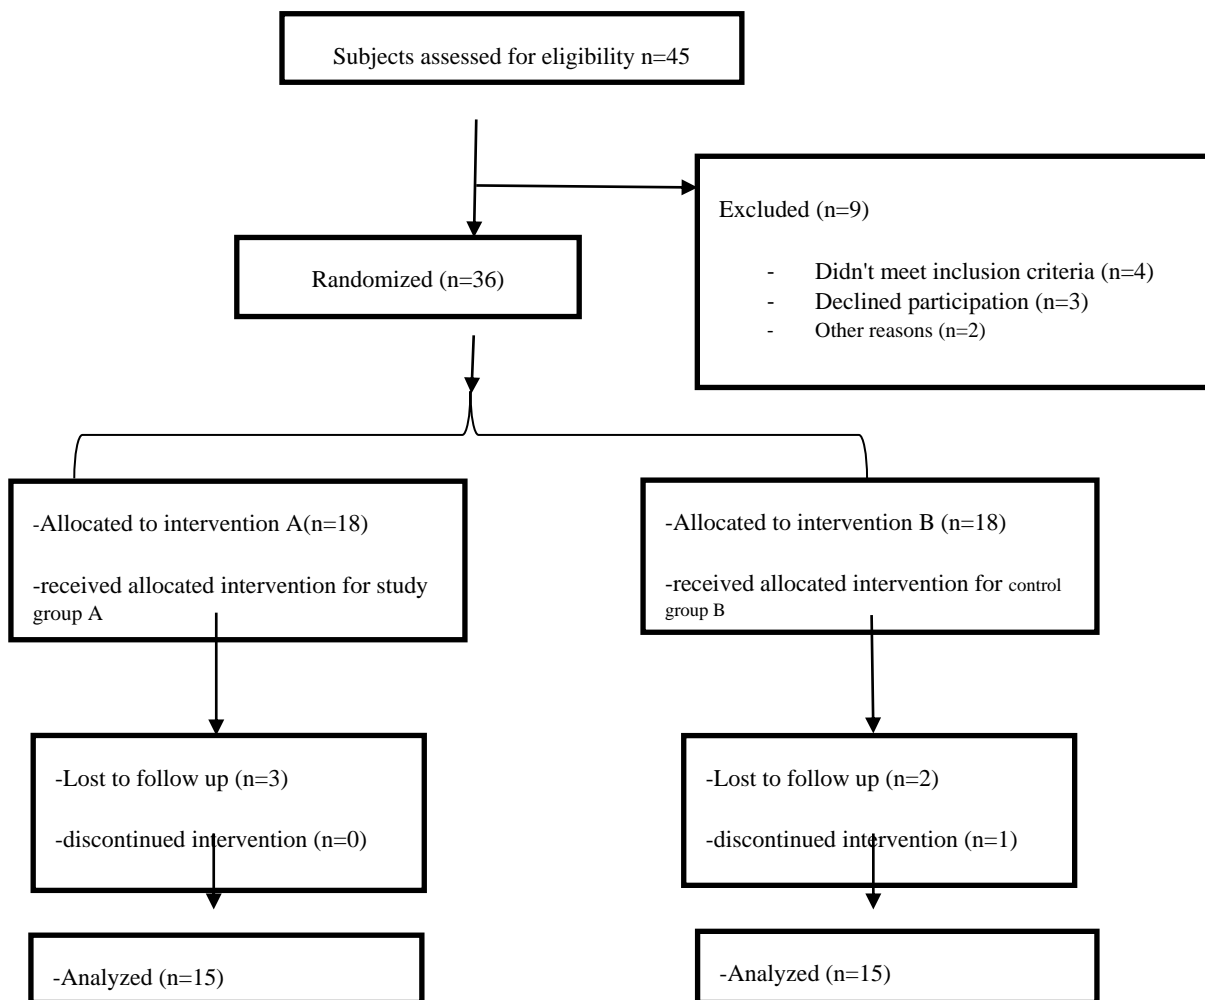 Subjects assessed for eligibility n=45
Excluded (n=9)
- Didn't meet inclusion criteria (n=4)
- Declined participation (n=3)
- Other reasons (n=2)
Randomized (n=36)
-Allocated to intervention A(n=18)
-received allocated intervention for study
group A
-Allocated to intervention B (n=18)
-received allocated intervention for control
group B
-Lost to follow up (n=3)
-discontinued intervention (n=0)
-Lost to follow up (n=2)
-discontinued intervention (n=1)
-Analyzed (n=15)
-Analyzed (n=15)